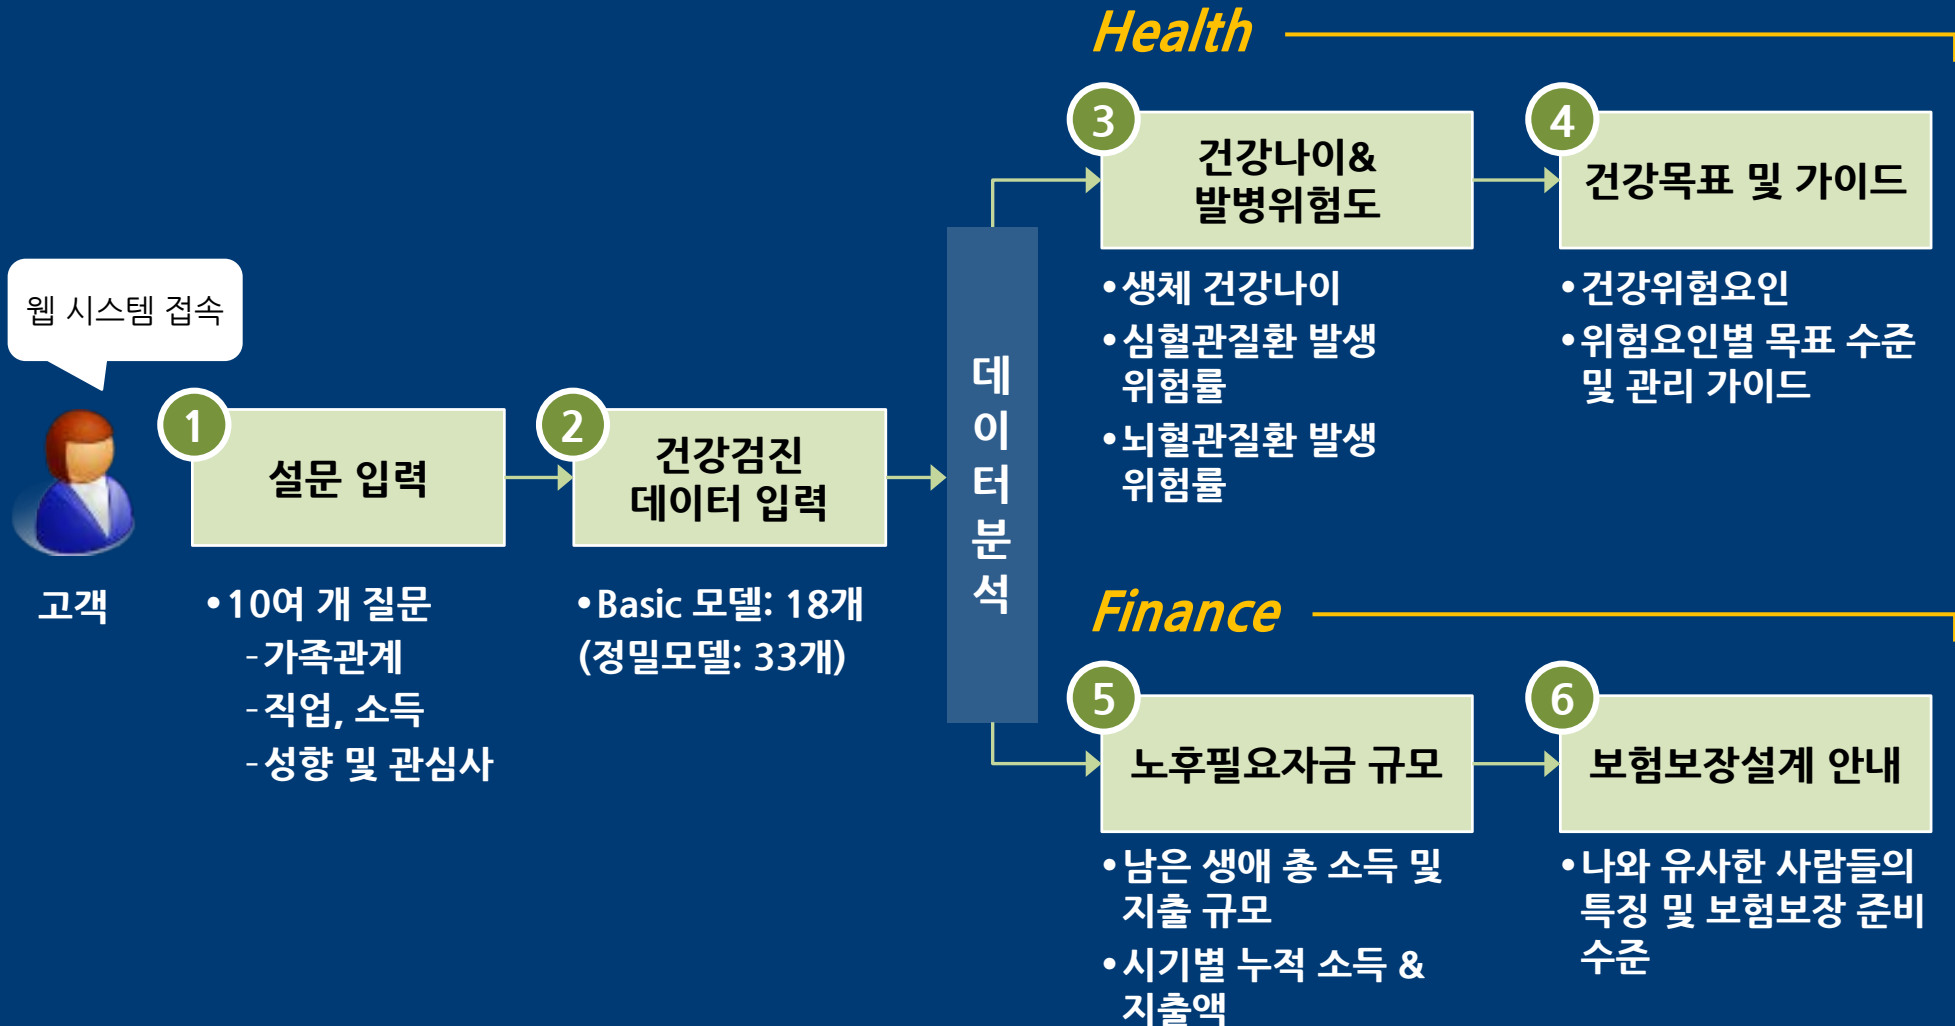 웹 시스템 접속
고객
1
설문 입력
•10여 개 질문
-가족관계
-직업, 소득
-성향 및 관심사
2
건강검진
데이터 입력
•Basic 모델: 18개
(정밀모델: 33개)
데
이
터
분
석
Health
3
건강나이&
발병위험도
•생체 건강나이
•심혈관질환 발생
위험률
•뇌혈관질환 발생
위험률
4
건강목표 및 가이드
•건강위험요인
•위험요인별 목표 수준
및 관리 가이드
Finance
5
노후필요자금 규모
•남은 생애 총 소득 및
지출 규모
•시기별 누적 소득 &
지출액
6
보험보장설계 안내
•나와 유사한 사람들의
특징 및 보험보장 준비
수준